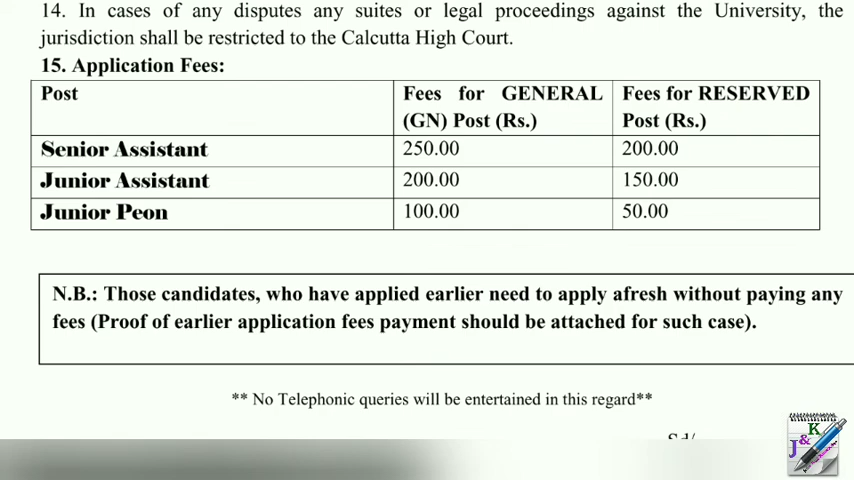 14. In cases of any disputes any suites or legal proceedings against the University, the
jurisdiction shall be restricted to the Calcutta High Court.
15. Application Fees:
Post Fees for GENERAL (GN) Post (Rs.) Fees for RESERVED Post (Rs.)
Senior Assistant 250.00 200.00
Junior Assistant 200.00 150.00
Junior Peon 100.00 50.00
N.B.: Those candidates, who have applied earlier need to apply afresh without paying any
fees (Proof of earlier application fees payment should be attached for such case).
** No Telephonic queries will be entertained in this regard**
Sd/
J&K